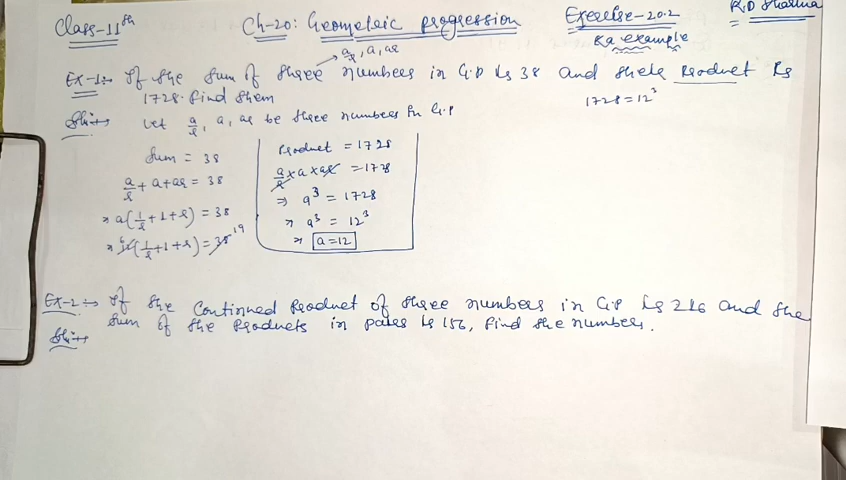 Class-11th Ch-20: Geometric progression Exercise-20.2 R.D Sharma
Ka example
a/r, a, ar
Ex-1:- If the sum of three numbers in G.P is 38 and their Product is
1728. find them
1728 = 12³
Sol:- Let a/r, a, ar be three numbers in G.P
Sum = 38
a/r + a + ar = 38
⇒ a(1/r + 1 + r) = 38
⇒ 12(1/r + 1 + r) = 38
6
19
Product = 1728
a/r × a × ar = 1728
⇒ a³ = 1728
⇒ a³ = 12³
⇒ a = 12
Ex-2:- If the Continued Product of three numbers in G.P is 216 and the
Sum of the Products in pairs is 156, find the numbers.
Sol:-